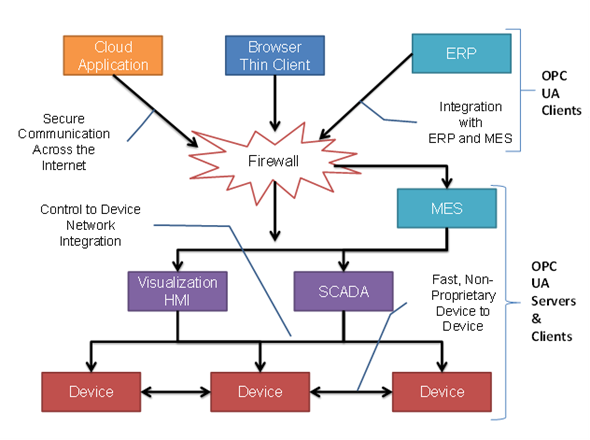 Cloud
Application
Browser
Thin Client
ERP
OPC
UA
Clients
Secure
Communication
Across the
Internet
Integration
with
ERP and MES
Firewall
MES
Control to Device
Network
Integration
Visualization
HMI
SCADA
Fast, Non-
Proprietary
Device to
Device
OPC
UA
Servers
&
Clients
Device
Device
Device